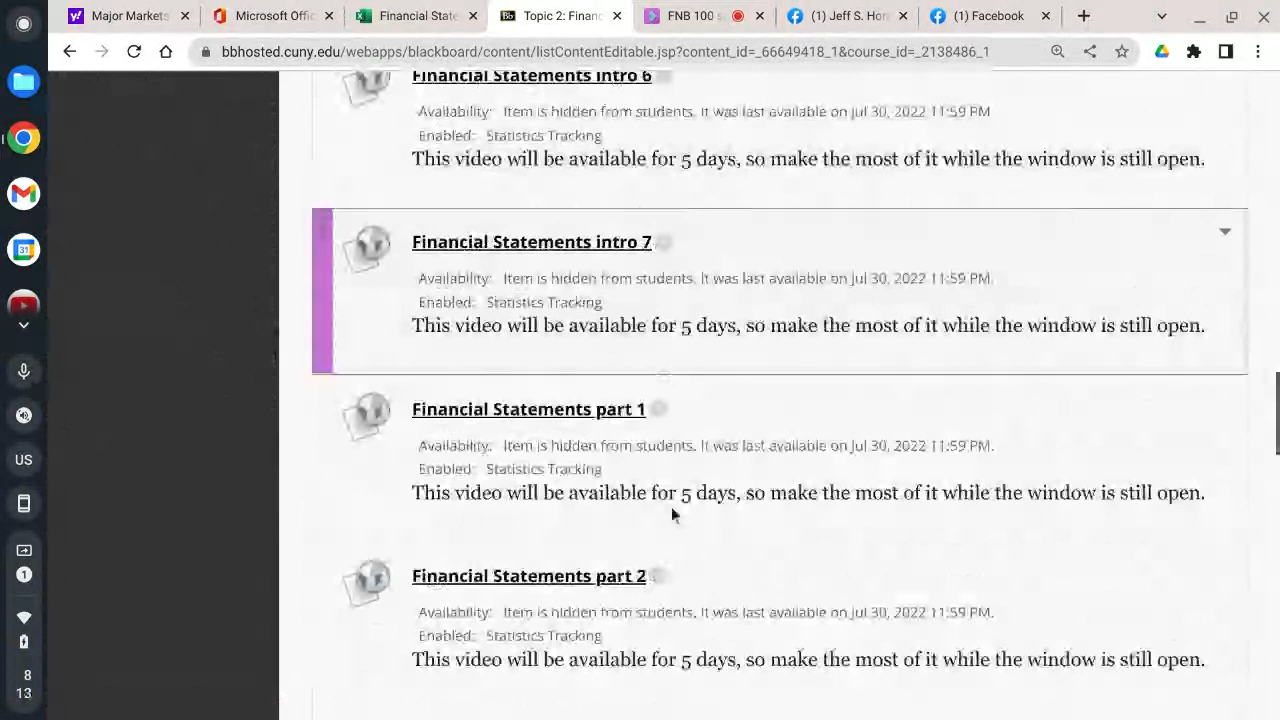 Major Markets
Microsoft Offic
Financial State
Bb
Topic 2: Financ
FNB 100 s
(1) Jeff S. Hor
(1) Facebook
bbhosted.cuny.edu/webapps/blackboard/content/listContentEditable.jsp?content_id=_66649418_1&course_id=_2138486_1
Financial Statements intro 6
Availability: Item is hidden from students. It was last available on Jul 30, 2022 11:59 PM
Enabled: Statistics Tracking
This video will be available for 5 days, so make the most of it while the window is still open.
Financial Statements intro 7
Availability: Item is hidden from students. It was last available on Jul 30, 2022 11:59 PM.
Enabled: Statistics Tracking
This video will be available for 5 days, so make the most of it while the window is still open.
Financial Statements part 1
Availability: Item is hidden from students. It was last available on Jul 30, 2022 11:59 PM.
Enabled: Statistics Tracking
This video will be available for 5 days, so make the most of it while the window is still open.
Financial Statements part 2
Availability: Item is hidden from students. It was last available on Jul 30, 2022 11:59 PM.
Enabled: Statistics Tracking
This video will be available for 5 days, so make the most of it while the window is still open.
31
US
1
8
13